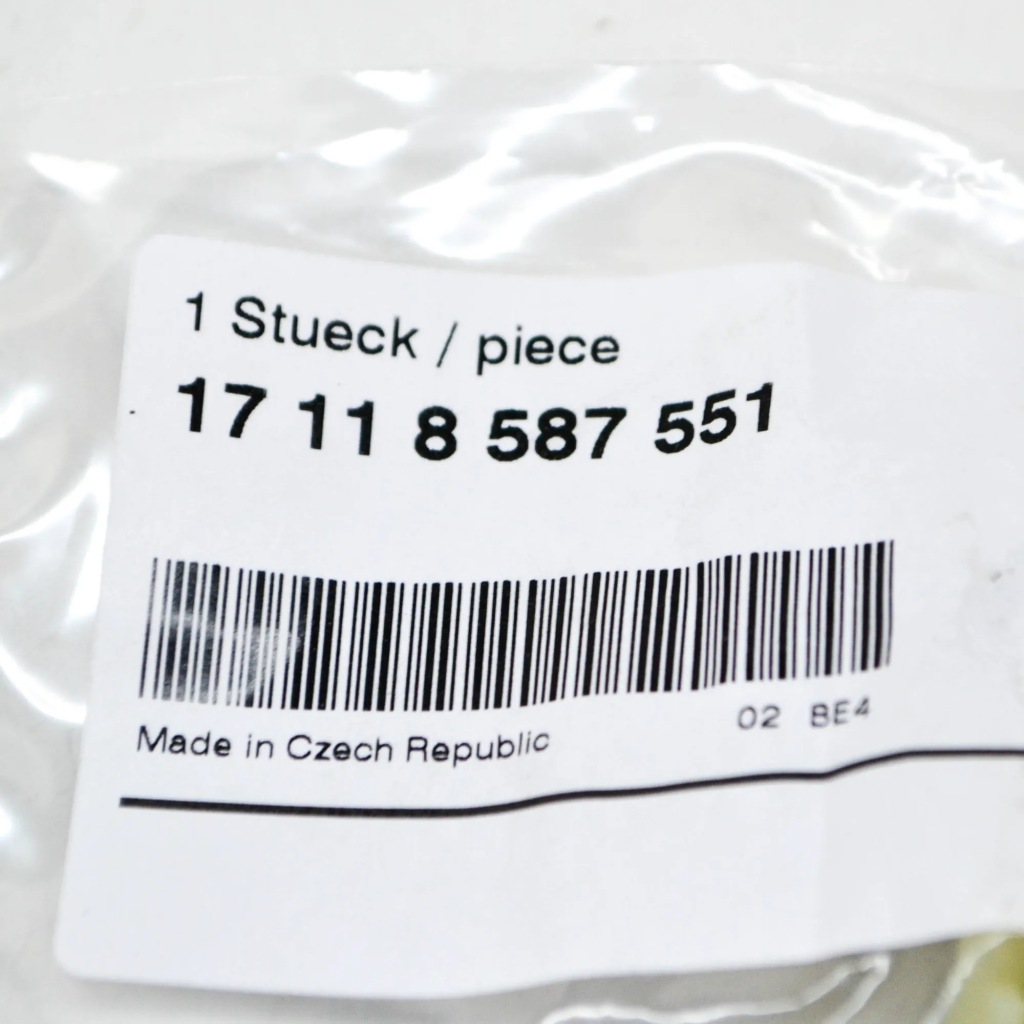 1 Stueck / piece
17 11 8 587 551
Made in Czech Republic
02 BE4